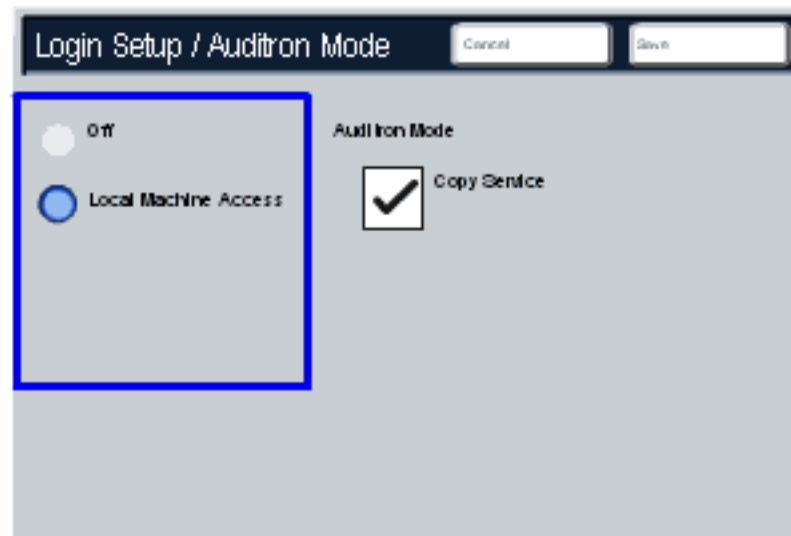 Login Setup / Auditron Mode
Cancel
Save
Off
Local Machine Access
Auditron Mode
Copy Service